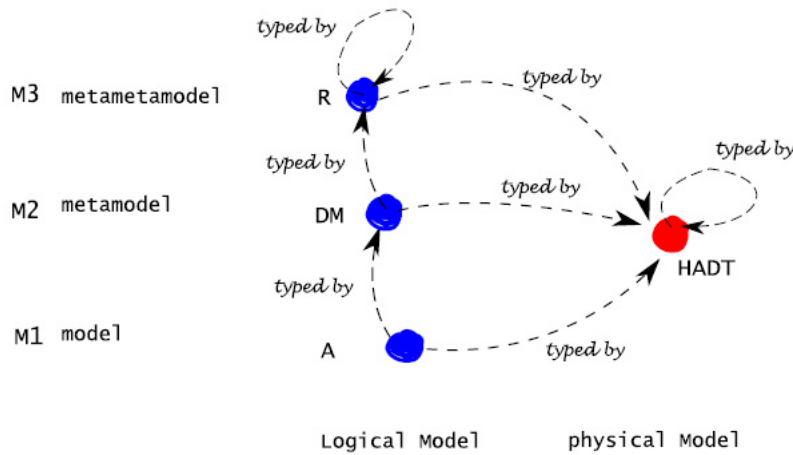 typed by
M3 metametamodel
R
typed by
typed by
typed by
M2 metamodel
typed by
DM
HADT
typed by
M1 model
A
typed by
Logical Model
physical Model